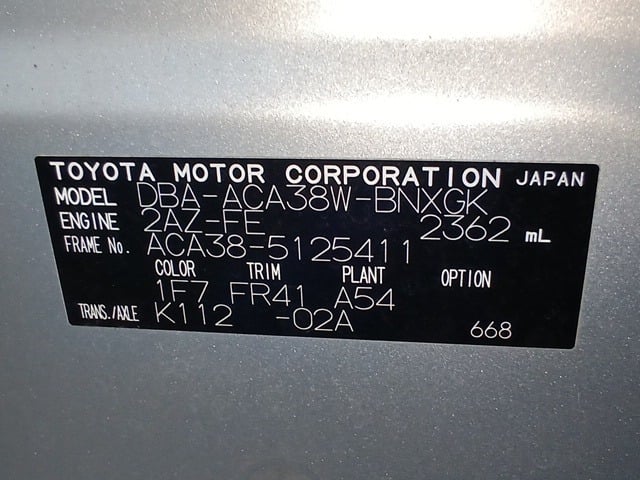 TOYOTA MOTOR CORPORATION JAPAN
MODEL DBA-ACA38W-BNXGK
ENGINE 2AZ-FE 2362 mL
FRAME No. ACA38-5125411
COLOR TRIM PLANT OPTION
1F7 FR41 A54
TRANS./AXLE K112 -02A 668